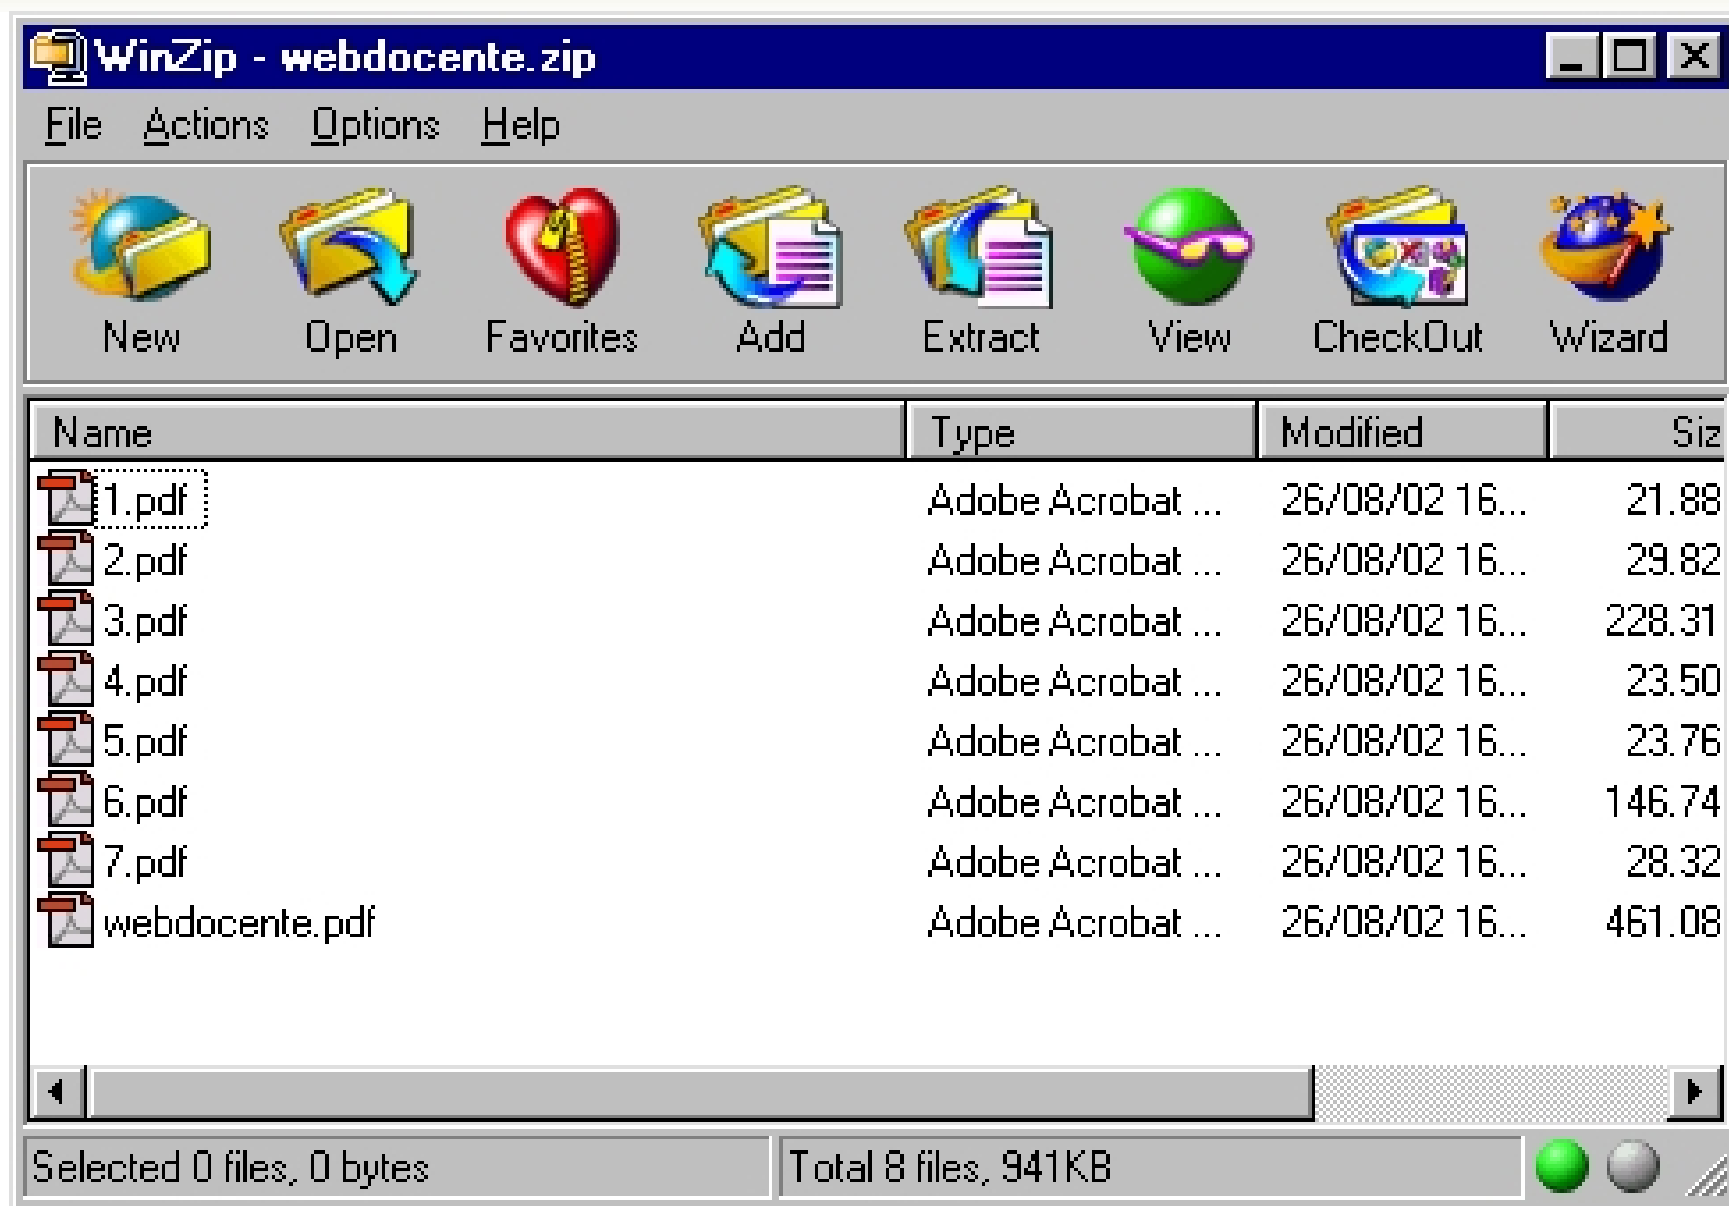 WinZip - webdocente.zip
File Actions Options Help
New Open Favorites Add Extract View CheckOut Wizard
Name Type Modified Siz
1.pdf Adobe Acrobat ... 26/08/02 16... 21.88
2.pdf Adobe Acrobat ... 26/08/02 16... 29.82
3.pdf Adobe Acrobat ... 26/08/02 16... 228.31
4.pdf Adobe Acrobat ... 26/08/02 16... 23.50
5.pdf Adobe Acrobat ... 26/08/02 16... 23.76
6.pdf Adobe Acrobat ... 26/08/02 16... 146.74
7.pdf Adobe Acrobat ... 26/08/02 16... 28.32
webdocente.pdf Adobe Acrobat ... 26/08/02 16... 461.08
Selected 0 files, 0 bytes Total 8 files, 941KB